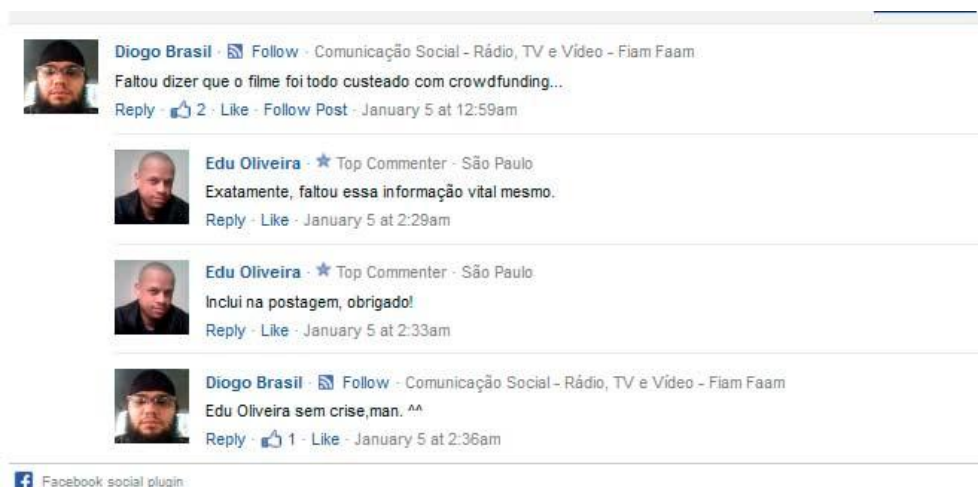 Diogo Brasil · Follow · Comunicação Social - Rádio, TV e Vídeo - Fiam Faam
Faltou dizer que o filme foi todo custeado com crowdfunding...
Reply · 2 · Like · Follow Post · January 5 at 12:59am
Edu Oliveira · Top Commenter · São Paulo
Exatamente, faltou essa informação vital mesmo.
Reply · Like · January 5 at 2:29am
Edu Oliveira · Top Commenter · São Paulo
Inclui na postagem, obrigado!
Reply · Like · January 5 at 2:33am
Diogo Brasil · Follow · Comunicação Social - Rádio, TV e Vídeo - Fiam Faam
Edu Oliveira sem crise,man. ^^
Reply · 1 · Like · January 5 at 2:36am
Facebook social plugin